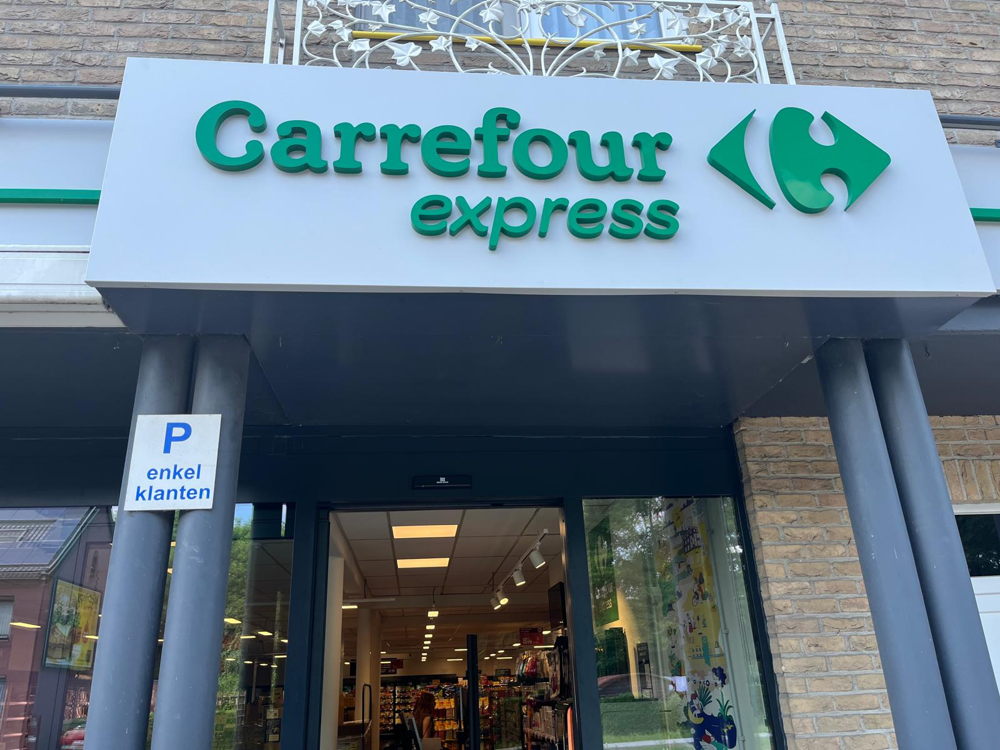 Carrefour
express
P
enkel
klanten